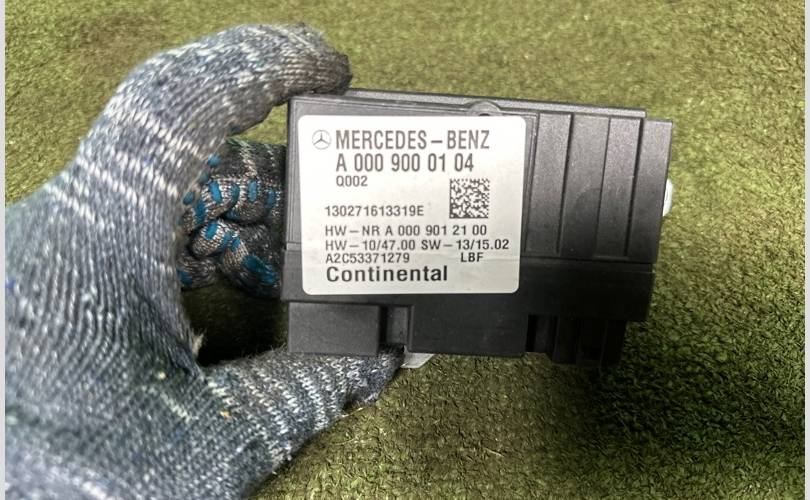 MERCEDES-BENZ
A 000 900 01 04
Q002
130271613319E
HW-NR A 000 901 21 00
HW-10/47.00 SW-13/15.02
A2C53371279 LBF
Continental